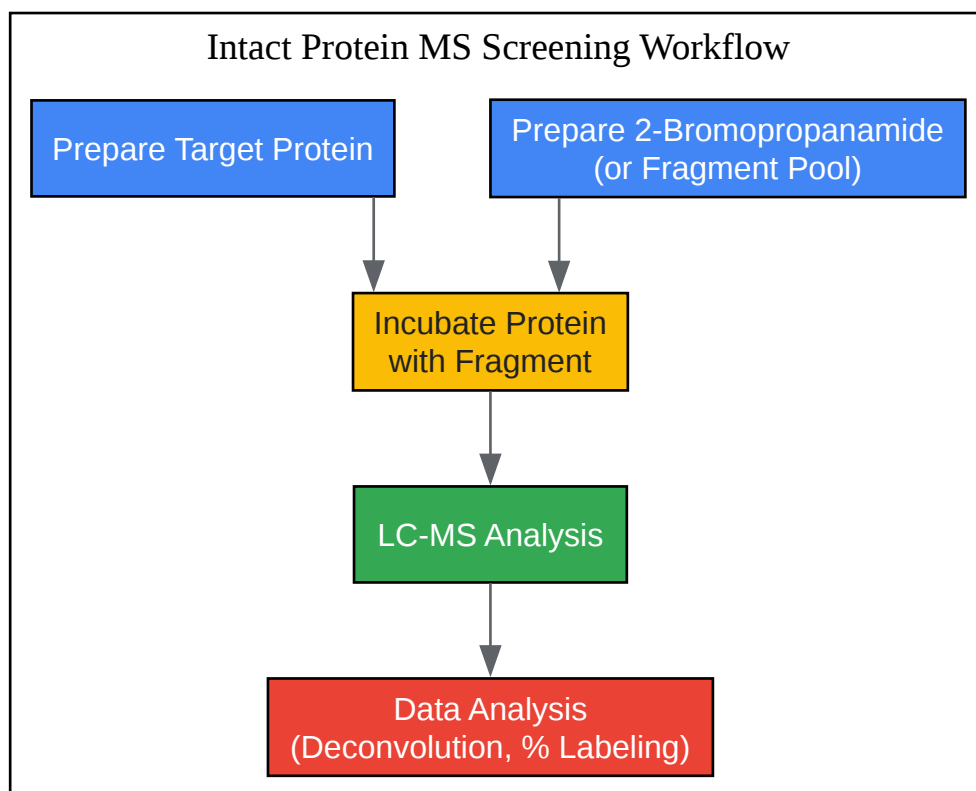 Intact Protein MS Screening Workflow
Prepare Target Protein
Prepare 2-Bromopropanamide
(or Fragment Pool)
Incubate Protein
with Fragment
LC-MS Analysis
Data Analysis
(Deconvolution, % Labeling)